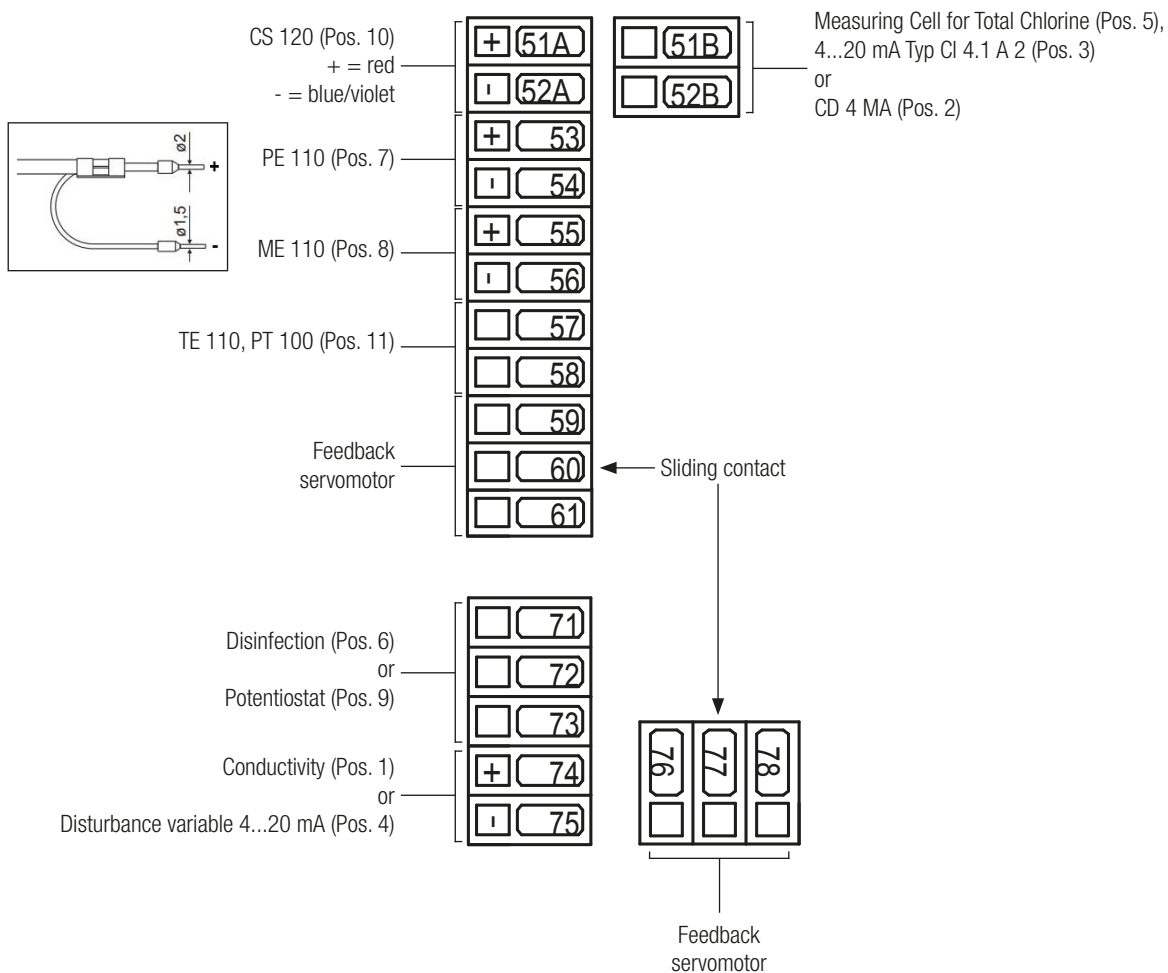 CS 120 (Pos. 10)
+ = red
- = blue/violet
+ 51A
- 52A
51B
52B
Measuring Cell for Total Chlorine (Pos. 5),
4...20 mA Typ Cl 4.1 A 2 (Pos. 3)
or
CD 4 MA (Pos. 2)
ø2
+
ø1,5
-
PE 110 (Pos. 7)
+ 53
- 54
ME 110 (Pos. 8)
+ 55
- 56
TE 110, PT 100 (Pos. 11)
57
58
Feedback
servomotor
59
60
61
Sliding contact
Disinfection (Pos. 6)
or
Potentiostat (Pos. 9)
71
72
73
Conductivity (Pos. 1)
or
Disturbance variable 4...20 mA (Pos. 4)
+ 74
- 75
76
77
78
Feedback
servomotor